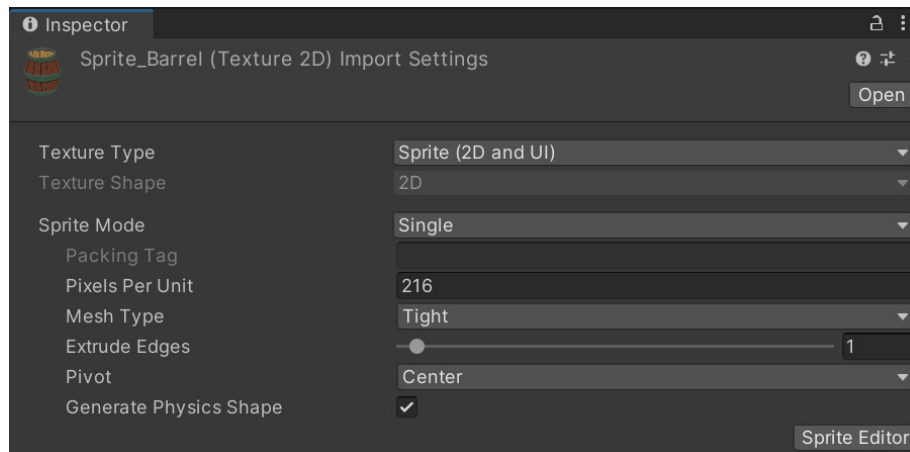 Inspector
Sprite_Barrel (Texture 2D) Import Settings
Open
Texture Type Sprite (2D and UI)
Texture Shape 2D
Sprite Mode Single
Packing Tag
Pixels Per Unit 216
Mesh Type Tight
Extrude Edges 1
Pivot Center
Generate Physics Shape
Sprite Editor